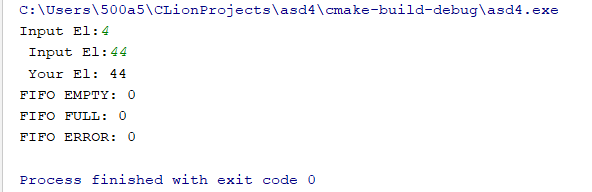 C:\Users\500a5\CLionProjects\asd4\cmake-build-debug\asd4.exe
Input El:4
Input El:44
Your El: 44
FIFO EMPTY: 0
FIFO FULL: 0
FIFO ERROR: 0
Process finished with exit code 0